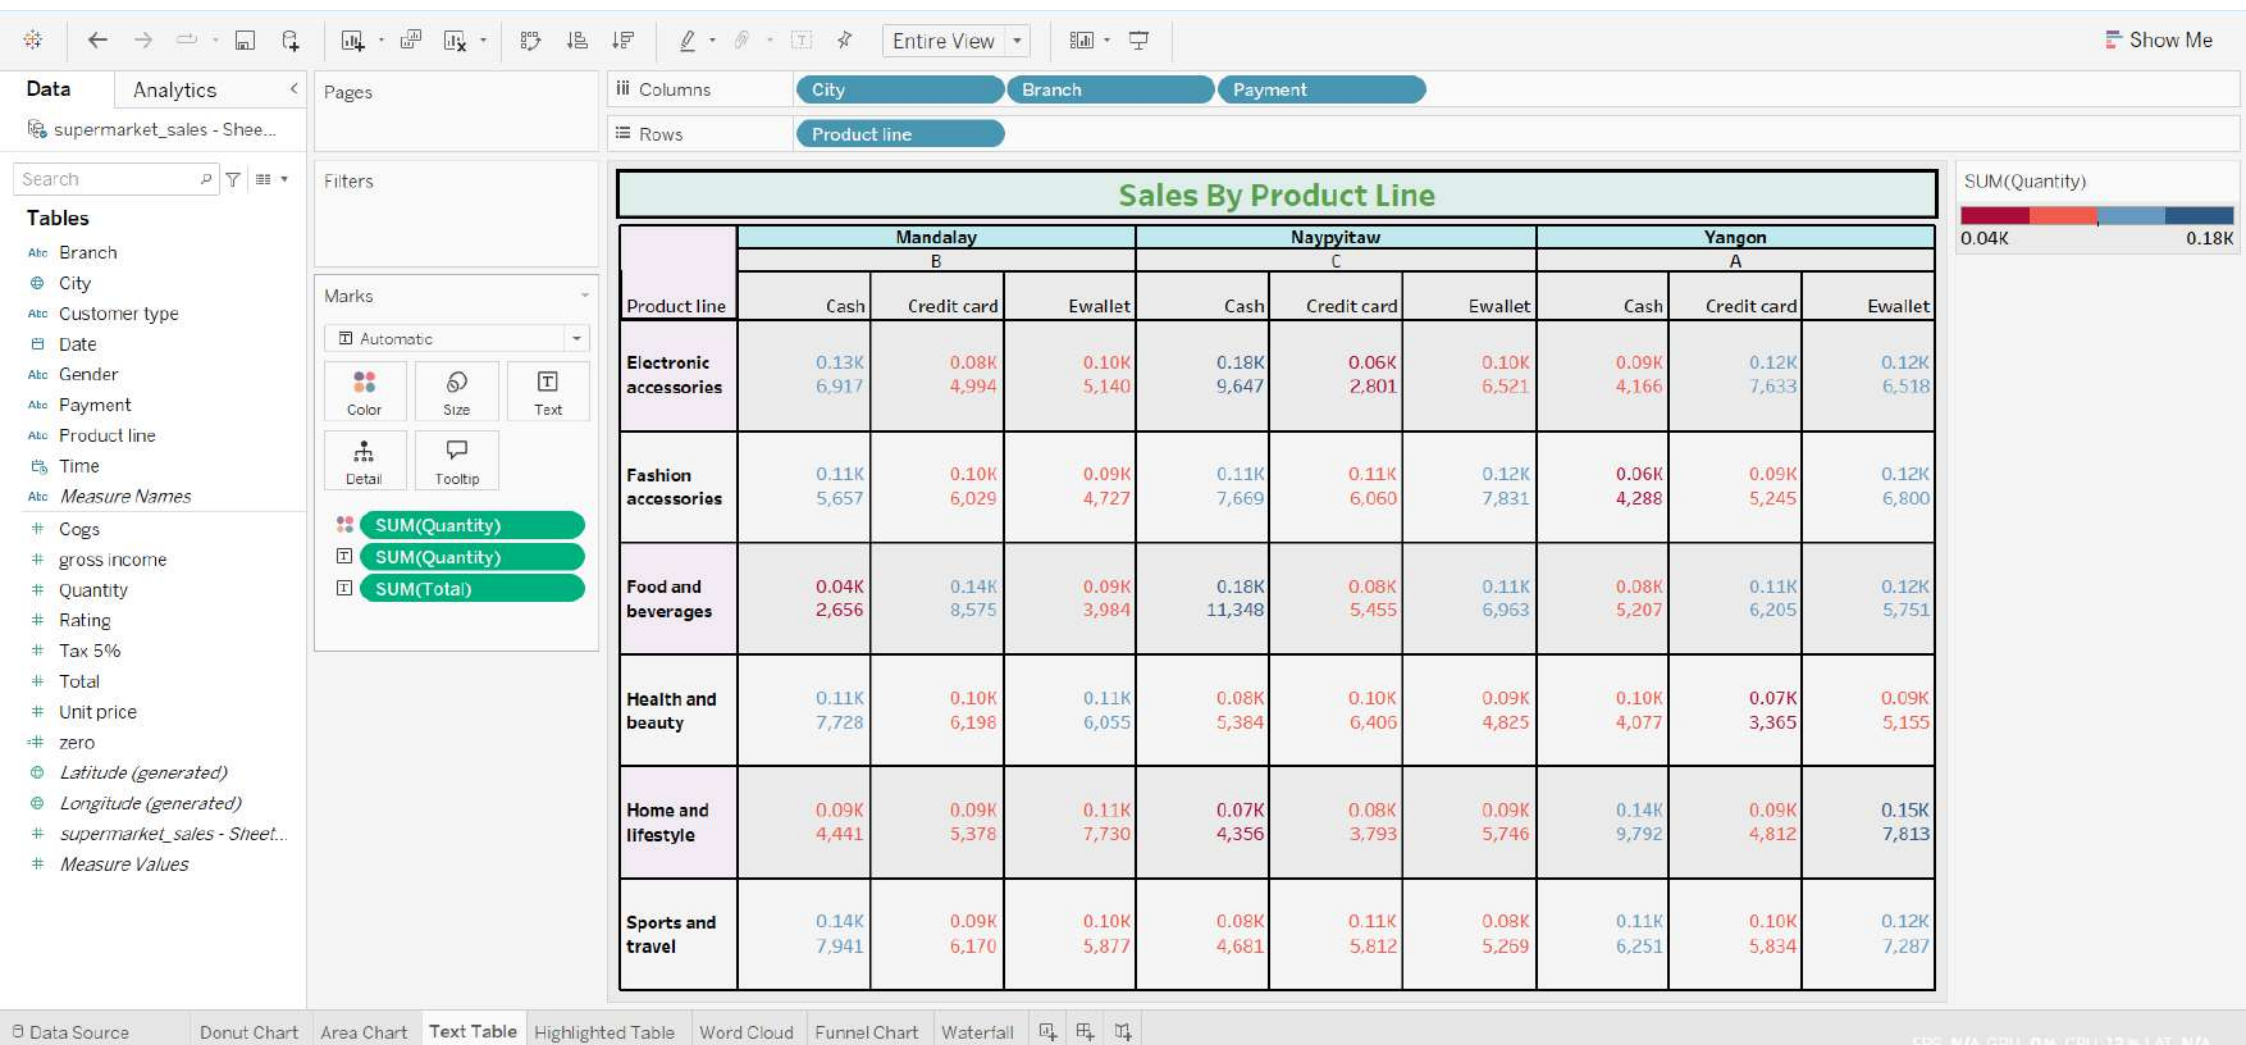 Entire View
Show Me
Data
Analytics
Pages
Columns
City
Branch
Payment
supermarket_sales - Shee...
Rows
Product line
Search
Filters
Sales By Product Line
SUM(Quantity)
0.04K 0.18K
Tables
Branch
City
Customer type
Date
Gender
Payment
Product line
Time
Measure Names
Cogs
gross income
Quantity
Rating
Tax 5%
Total
Unit price
zero
Latitude (generated)
Longitude (generated)
supermarket_sales - Sheet...
Measure Values
Marks
Automatic
Color Size Text
Detail Tooltip
SUM(Quantity)
SUM(Quantity)
SUM(Total)
Mandalay Naypyitaw Yangon
B C A
Product line Cash Credit card Ewallet Cash Credit card Ewallet Cash Credit card Ewallet
Electronic 0.13K 0.08K 0.10K 0.18K 0.06K 0.10K 0.09K 0.12K 0.12K
accessories 6,917 4,994 5,140 9,647 2,801 6,521 4,166 7,633 6,518
Fashion 0.11K 0.10K 0.09K 0.11K 0.11K 0.12K 0.06K 0.09K 0.12K
accessories 5,657 6,029 4,727 7,669 6,060 7,831 4,288 5,245 6,800
Food and 0.04K 0.14K 0.09K 0.18K 0.08K 0.11K 0.08K 0.11K 0.12K
beverages 2,656 8,575 3,984 11,348 5,455 6,963 5,207 6,205 5,751
Health and 0.11K 0.10K 0.11K 0.08K 0.10K 0.09K 0.10K 0.07K 0.09K
beauty 7,728 6,198 6,055 5,384 6,406 4,825 4,077 3,365 5,155
Home and 0.09K 0.09K 0.11K 0.07K 0.08K 0.09K 0.14K 0.09K 0.15K
lifestyle 4,441 5,378 7,730 4,356 3,793 5,746 9,792 4,812 7,813
Sports and 0.14K 0.09K 0.10K 0.08K 0.11K 0.08K 0.11K 0.10K 0.12K
travel 7,941 6,170 5,877 4,681 5,812 5,269 6,251 5,834 7,287
Data Source Donut Chart Area Chart Text Table Highlighted Table Word Cloud Funnel Chart Waterfall